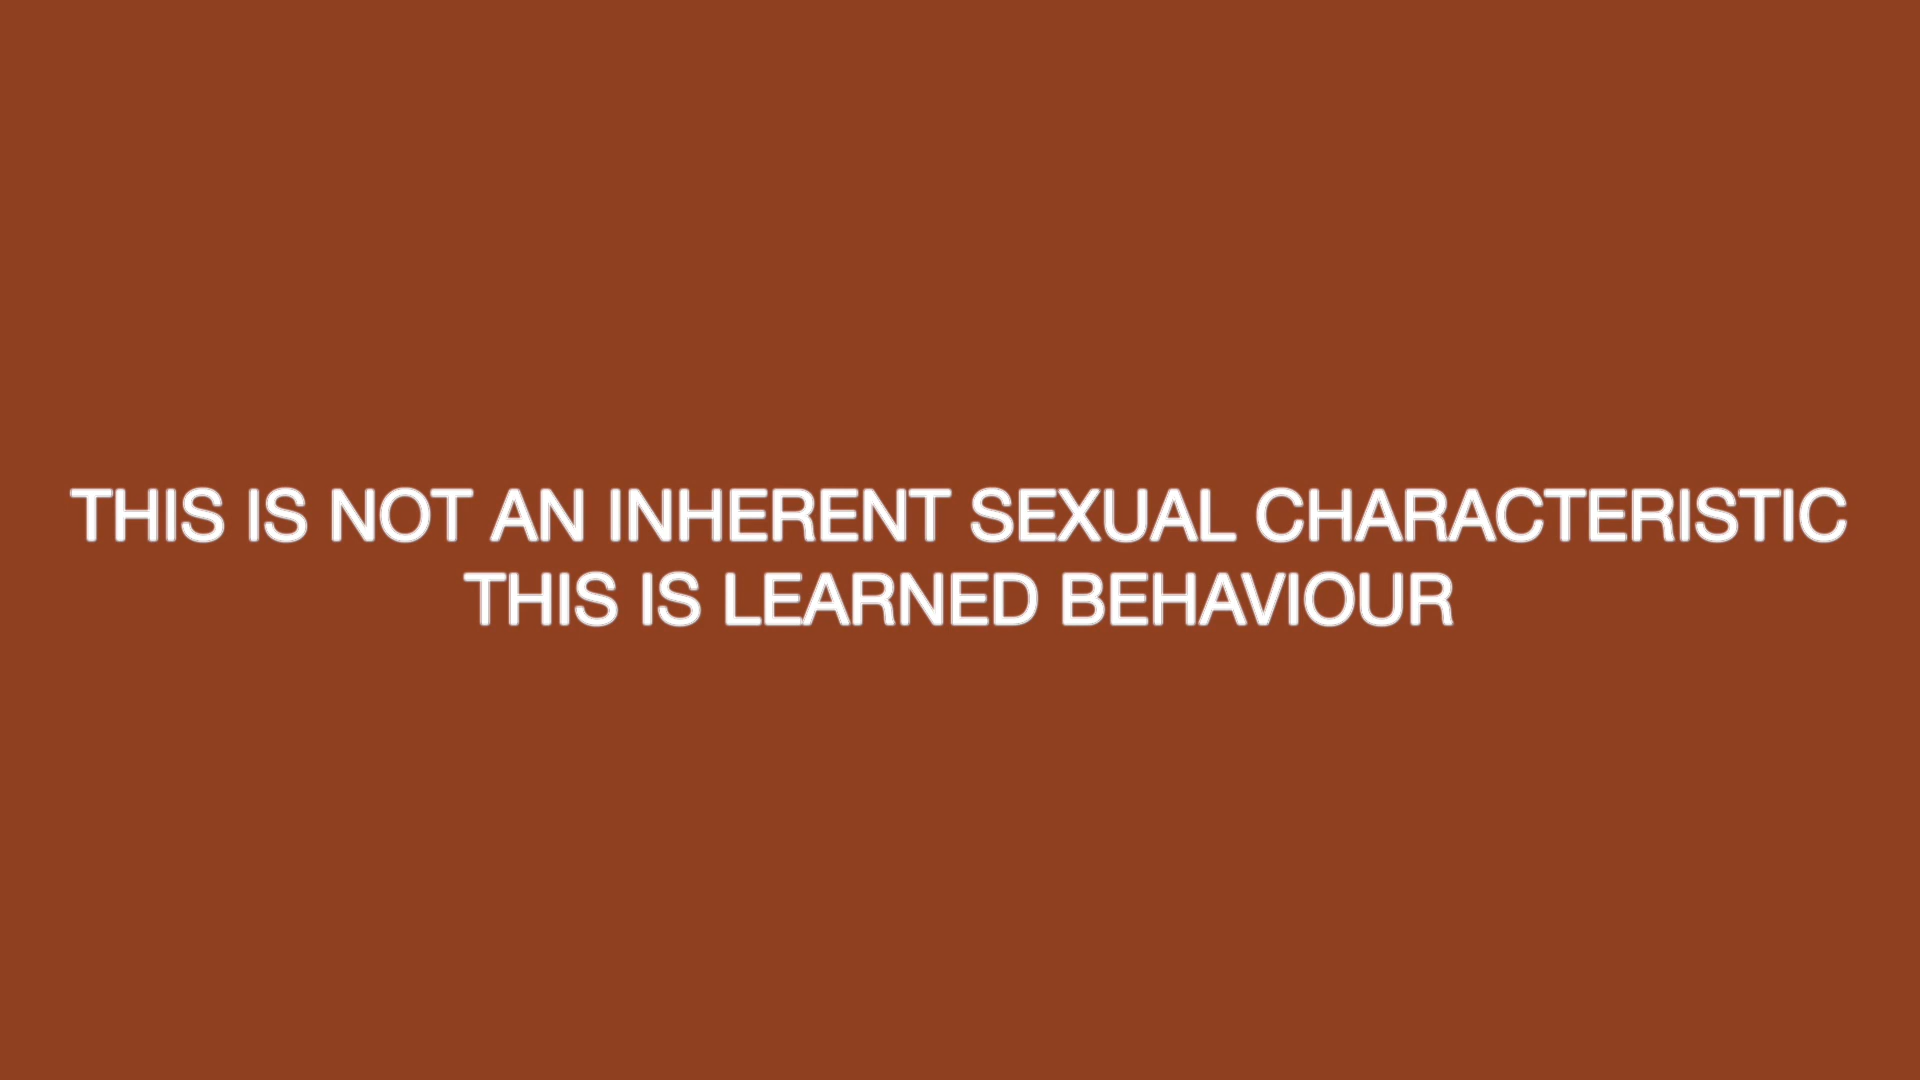 THIS IS NOT AN INHERENT SEXUAL CHARACTERISTIC
THIS IS LEARNED BEHAVIOUR